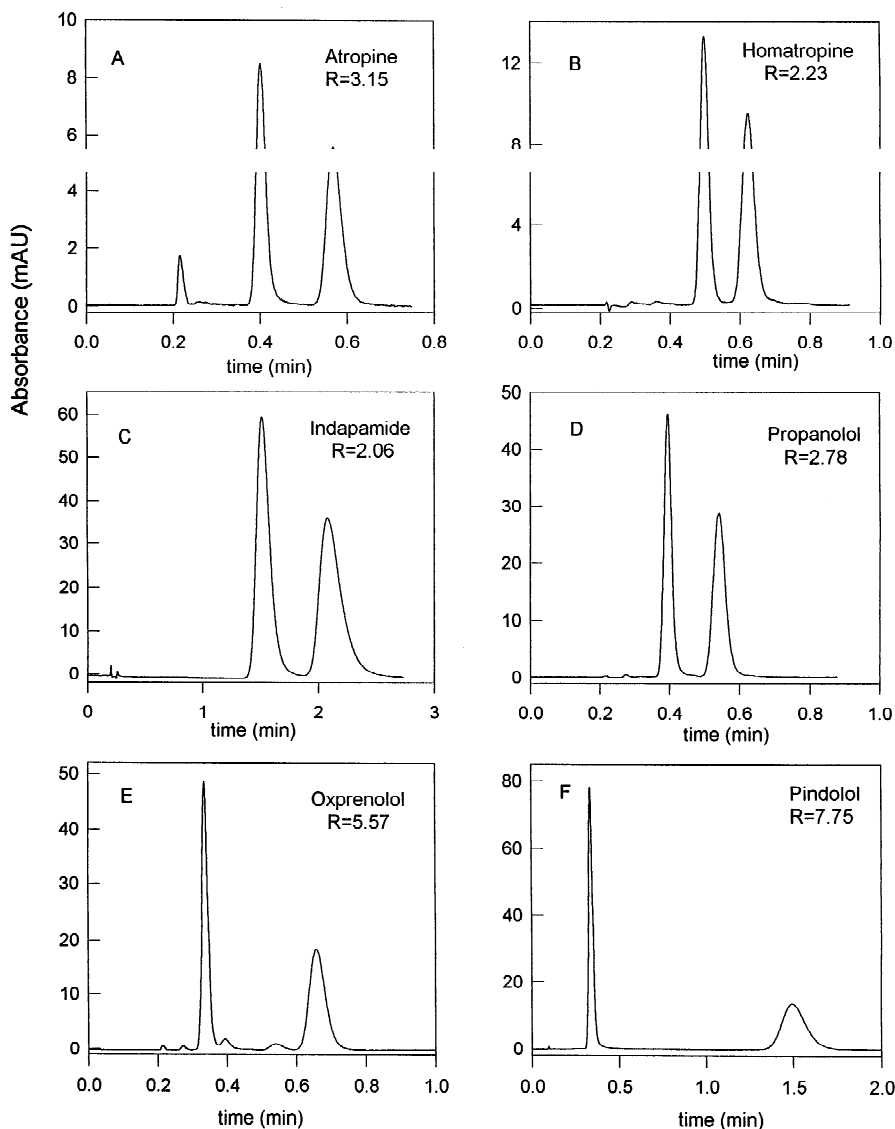 Absorbance (mAU)
A
Atropine
R=3.15
10
8
6
4
2
0
0.0 0.2 0.4 0.6 0.8
time (min)
B
Homatropine
R=2.23
12
8
4
0
0.0 0.2 0.4 0.6 0.8 1.0
time (min)
C
Indapamide
R=2.06
60
50
40
30
20
10
0
0 1 2 3
time (min)
D
Propanolol
R=2.78
50
40
30
20
10
0
0.0 0.2 0.4 0.6 0.8 1.0
time (min)
E
Oxprenolol
R=5.57
50
40
30
20
10
0
0.0 0.2 0.4 0.6 0.8 1.0
time (min)
F
Pindolol
R=7.75
80
60
40
20
0
0.0 0.5 1.0 1.5 2.0
time (min)